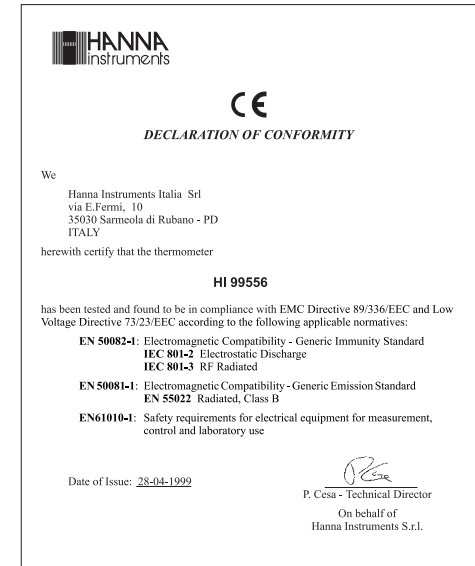 HANNA
instruments
CE
DECLARATION OF CONFORMITY
We
Hanna Instruments Italia Srl
via E.Fermi, 10
35030 Sarmeola di Rubano - PD
ITALY
herewith certify that the thermometer
HI 99556
has been tested and found to be in compliance with EMC Directive 89/336/EEC and Low
Voltage Directive 73/23/EEC according to the following applicable normatives:
EN 50082-1: Electromagnetic Compatibility - Generic Immunity Standard
IEC 801-2 Electrostatic Discharge
IEC 801-3 RF Radiated
EN 50081-1: Electromagnetic Compatibility - Generic Emission Standard
EN 55022 Radiated, Class B
EN61010-1: Safety requirements for electrical equipment for measurement,
control and laboratory use
Date of Issue: 28-04-1999
P. Cesa - Technical Director
On behalf of
Hanna Instruments S.r.l.